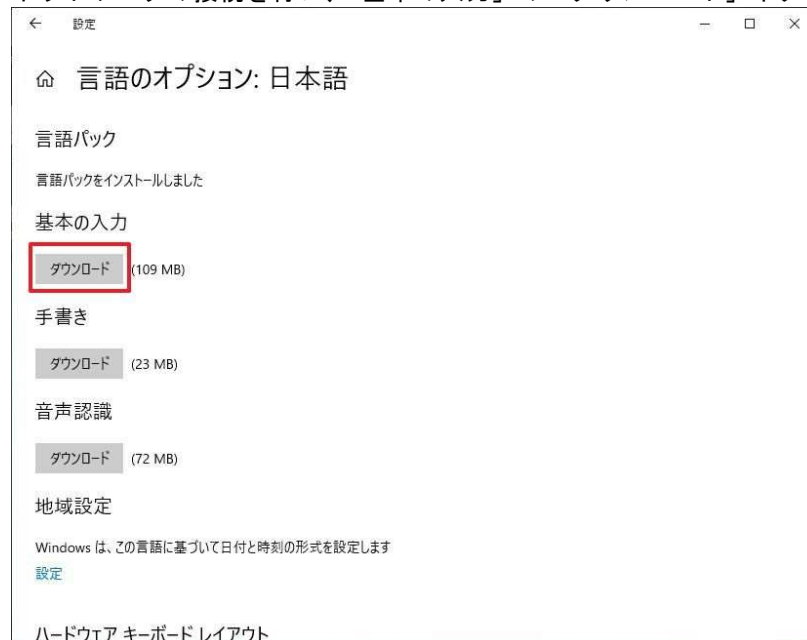 設定
言語のオプション: 日本語
言語パック
言語パックをインストールしました
基本の入力
ダウンロード (109 MB)
手書き
ダウンロード (23 MB)
音声認識
ダウンロード (72 MB)
地域設定
Windows は、この言語に基づいて日付と時刻の形式を設定します
設定
ハードウェア キーボード レイアウト